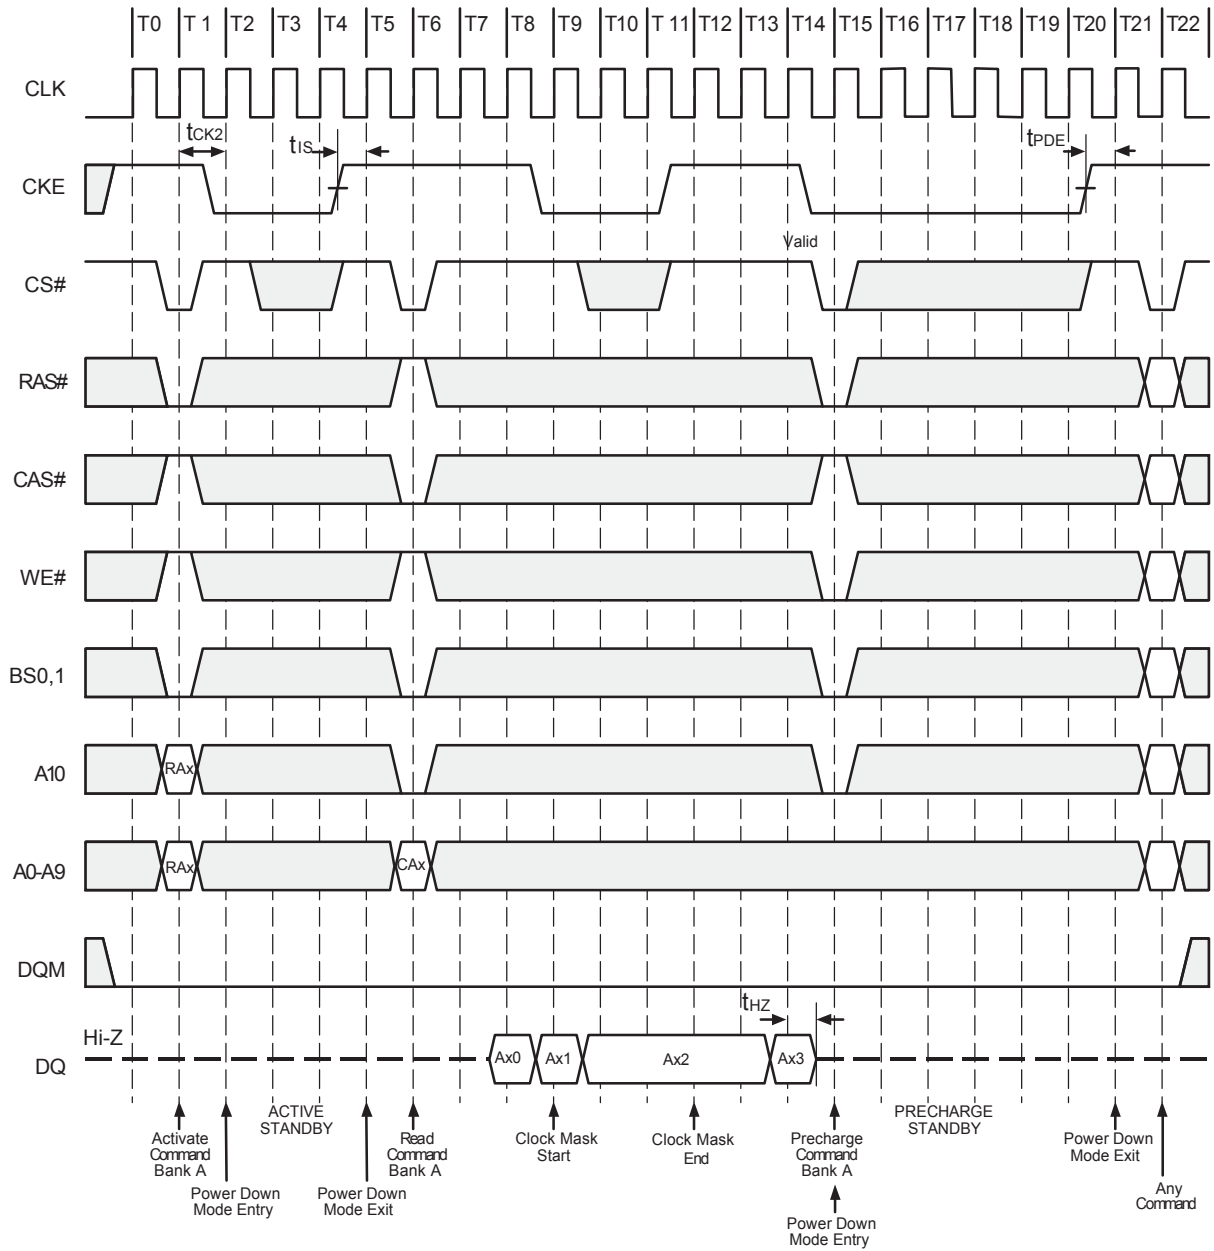 T0 T 1 T2 T3 T4 T5 T6 T7 T8 T9 T10 T 11 T12 T13 T14 T15 T16 T17 T18 T19 T20 T21 T22
CLK
tCK2
tIS
tPDE
CKE
Valid
CS#
RAS#
CAS#
WE#
BS0,1
A10
RAx
A0-A9
RAx
CAx
DQM
tHZ
Hi-Z
DQ
Ax0
Ax1
Ax2
Ax3
Activate
Command
Bank A
ACTIVE
STANDBY
Power Down
Mode Entry
Power Down
Mode Exit
Read
Command
Bank A
Clock Mask
Start
Clock Mask
End
Precharge
Command
Bank A
Power Down
Mode Entry
PRECHARGE
STANDBY
Power Down
Mode Exit
Any
Command